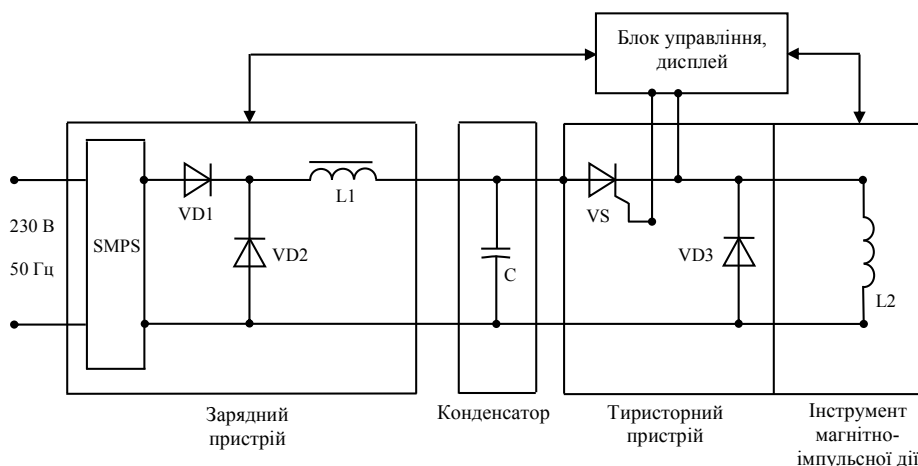 Блок управління,
дисплей
230 В
50 Гц
SMPS
VD1
VD2
L1
C
VS
VD3
L2
Зарядний
пристрій
Конденсатор
Тиристорний
пристрій
Інструмент
магнітно-
імпульсної дії